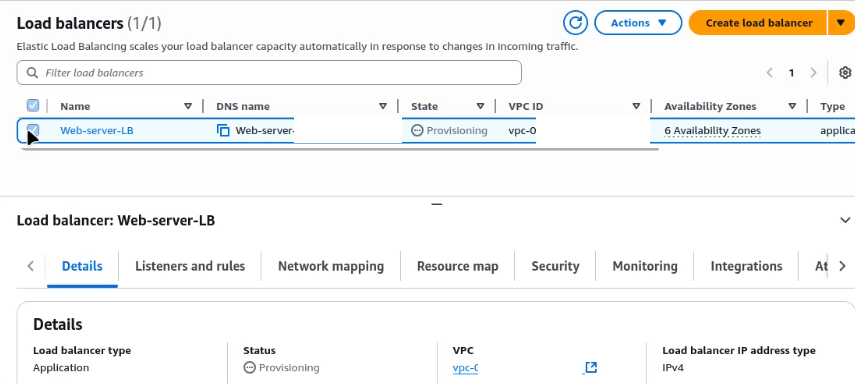 Load balancers (1/1)
Actions
Create load balancer
Elastic Load Balancing scales your load balancer capacity automatically in response to changes in incoming traffic.
Filter load balancers
1
Name DNS name State VPC ID Availability Zones Type
Web-server-LB Web-server- Provisioning vpc-0 6 Availability Zones applica
Load balancer: Web-server-LB
Details Listeners and rules Network mapping Resource map Security Monitoring Integrations At
Details
Load balancer type Status VPC Load balancer IP address type
Application Provisioning vpc-0 IPv4